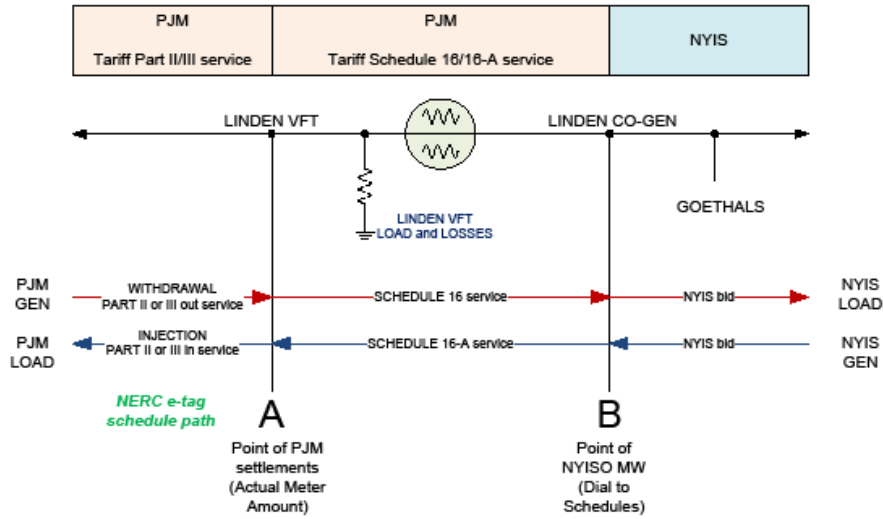 PJM
Tariff Part II/III service
PJM
Tariff Schedule 16/16-A service
NYIS
LINDEN VFT
LINDEN CO-GEN
GOETHALS
LINDEN VFT
LOAD and LOSSES
PJM
GEN
WITHDRAWAL
PART II or III out service
SCHEDULE 16 service
NYIS bid
NYIS
LOAD
PJM
LOAD
INJECTION
PART II or III in service
SCHEDULE 16-A service
NYIS bid
NYIS
GEN
NERC e-tag
schedule path
A
Point of PJM
settlements
(Actual Meter
Amount)
B
Point of
NYISO MW
(Dial to
Schedules)